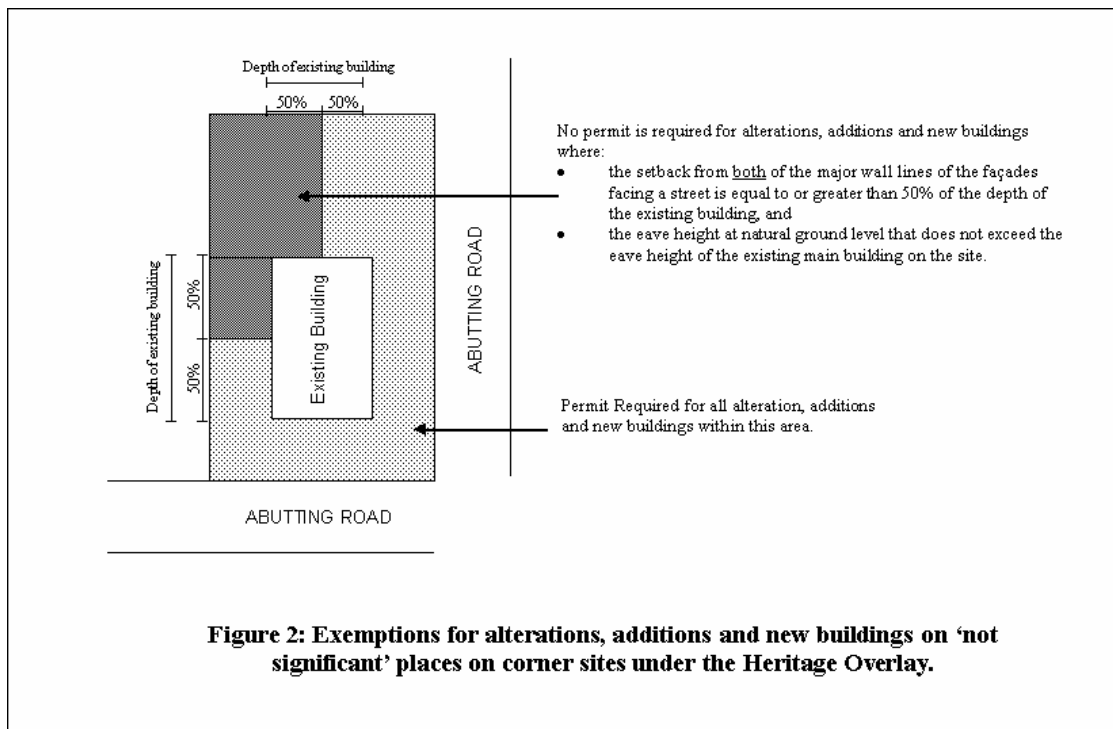 Depth of existing building
50% 50%
No permit is required for alterations, additions and new buildings
where:
• the setback from both of the major wall lines of the façades
facing a street is equal to or greater than 50% of the depth of
the existing building, and
• the eave height at natural ground level that does not exceed the
eave height of the existing main building on the site.
Depth of existing building
50%
50%
Existing Building
ABUTTING ROAD
Permit Required for all alteration, additions
and new buildings within this area.
ABUTTING ROAD
Figure 2: Exemptions for alterations, additions and new buildings on ‘not
significant’ places on corner sites under the Heritage Overlay.